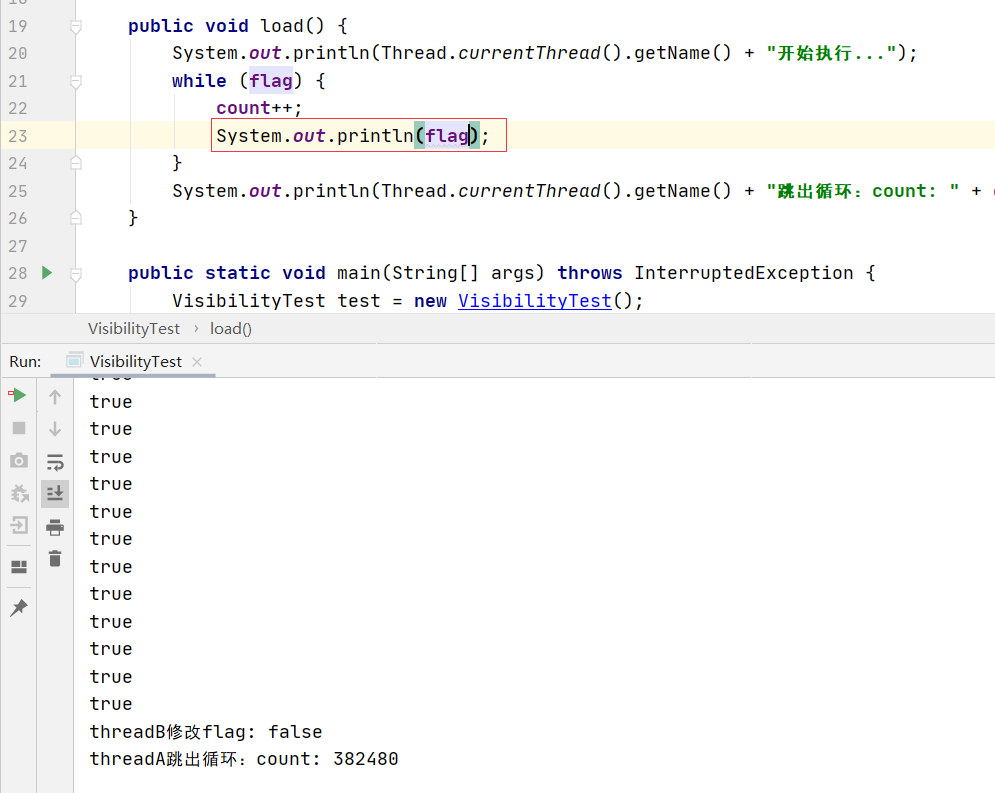 19 public void load() {
20 System.out.println(Thread.currentThread().getName() + "开始执行...");
21 while (flag) {
22 count++;
23 System.out.println(flag);
24 }
25 System.out.println(Thread.currentThread().getName() + "跳出循环：count: " +
26 }
27
28 public static void main(String[] args) throws InterruptedException {
29 VisibilityTest test = new VisibilityTest();
VisibilityTest › load()
Run: VisibilityTest ×
true
true
true
true
true
true
true
true
true
true
true
true
threadB修改flag: false
threadA跳出循环：count: 382480